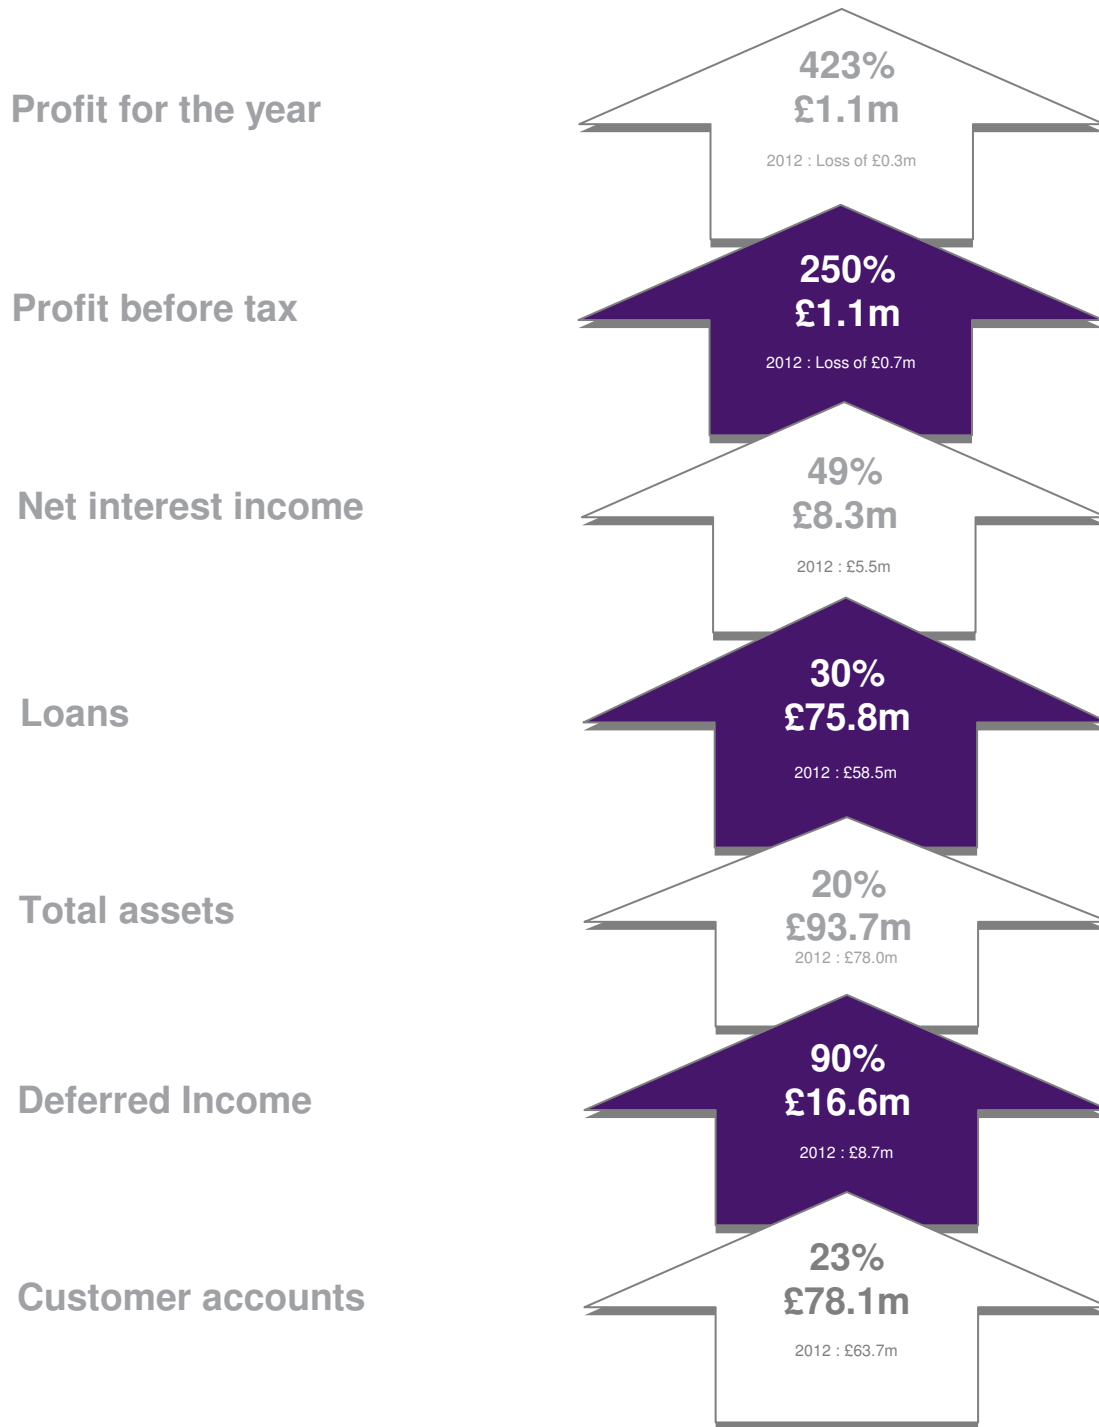 Profit for the year
423%
£1.1m
2012 : Loss of £0.3m
Profit before tax
250%
£1.1m
2012 : Loss of £0.7m
Net interest income
49%
£8.3m
2012 : £5.5m
Loans
30%
£75.8m
2012 : £58.5m
Total assets
20%
£93.7m
2012 : £78.0m
Deferred Income
90%
£16.6m
2012 : £8.7m
Customer accounts
23%
£78.1m
2012 : £63.7m